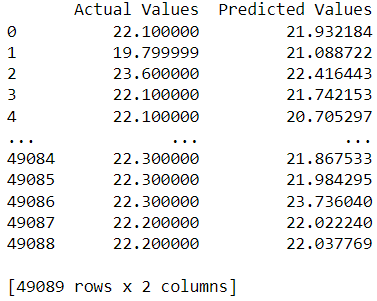 Actual Values Predicted Values
0 22.100000 21.932184
1 19.799999 21.088722
2 23.600000 22.416443
3 22.100000 21.742153
4 22.100000 20.705297
... ... ...
49084 22.300000 21.867533
49085 22.300000 21.984295
49086 22.300000 23.736040
49087 22.200000 22.022240
49088 22.200000 22.037769
[49089 rows x 2 columns]